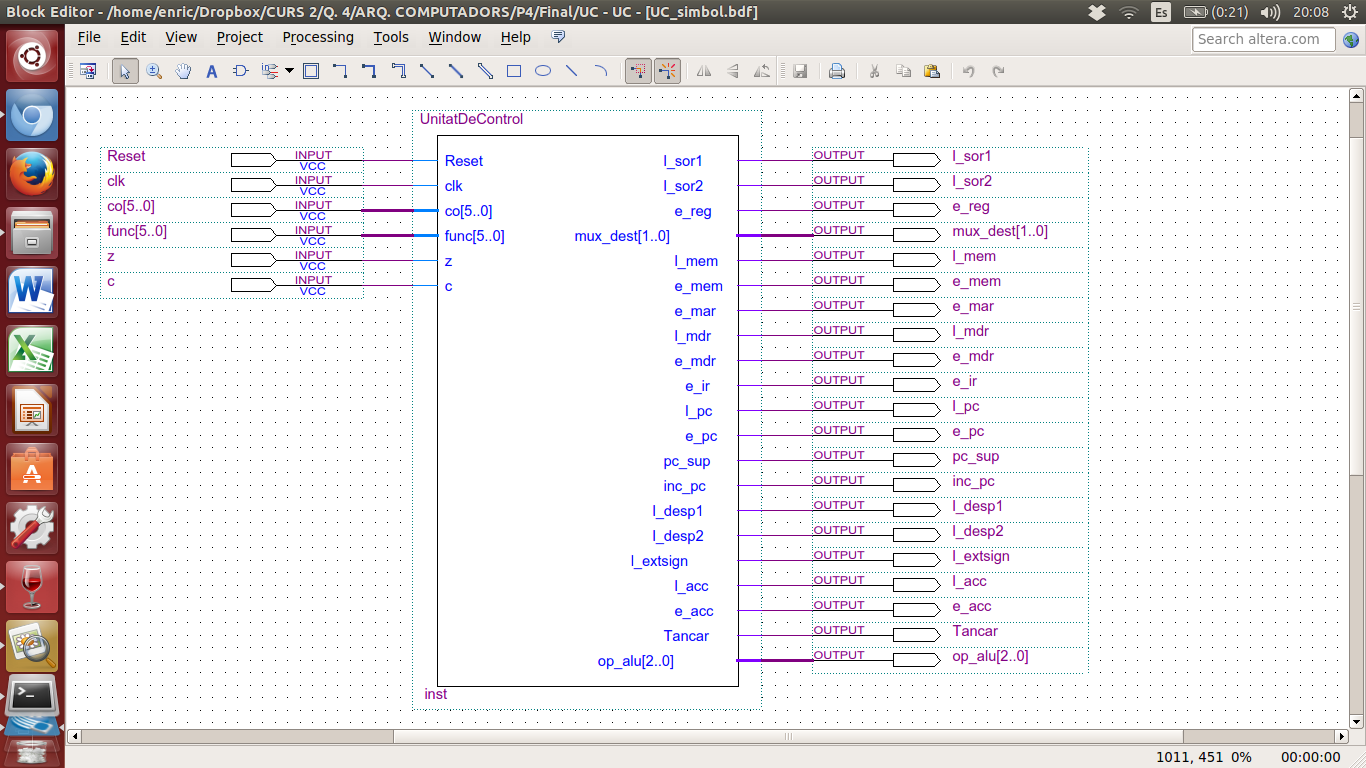 Block Editor - /home/enric/Dropbox/CURS 2/Q. 4/ARQ. COMPUTADORS/P4/Final/UC - UC - [UC_simbol.bdf]
Es
(0:21)
20:08
File Edit View Project Processing Tools Window Help
Search altera.com
UnitatDeControl
Reset INPUT VCC Reset l_sor1 OUTPUT l_sor1
clk INPUT VCC clk l_sor2 OUTPUT l_sor2
co[5..0] INPUT VCC co[5..0] e_reg OUTPUT e_reg
func[5..0] INPUT VCC func[5..0] mux_dest[1..0] OUTPUT mux_dest[1..0]
z INPUT VCC z l_mem OUTPUT l_mem
c INPUT VCC c e_mem OUTPUT e_mem
e_mar OUTPUT e_mar
l_mdr OUTPUT l_mdr
e_mdr OUTPUT e_mdr
e_ir OUTPUT e_ir
l_pc OUTPUT l_pc
e_pc OUTPUT e_pc
pc_sup OUTPUT pc_sup
inc_pc OUTPUT inc_pc
l_desp1 OUTPUT l_desp1
l_desp2 OUTPUT l_desp2
l_extsign OUTPUT l_extsign
l_acc OUTPUT l_acc
e_acc OUTPUT e_acc
Tancar OUTPUT Tancar
op_alu[2..0] OUTPUT op_alu[2..0]
inst
1011, 451 0% 00:00:00